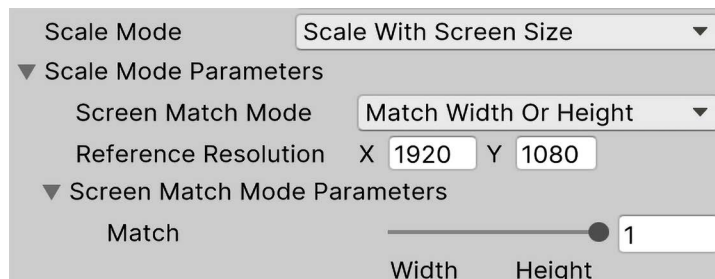 Scale Mode Scale With Screen Size
Scale Mode Parameters
Screen Match Mode Match Width Or Height
Reference Resolution X 1920 Y 1080
Screen Match Mode Parameters
Match 1
Width Height